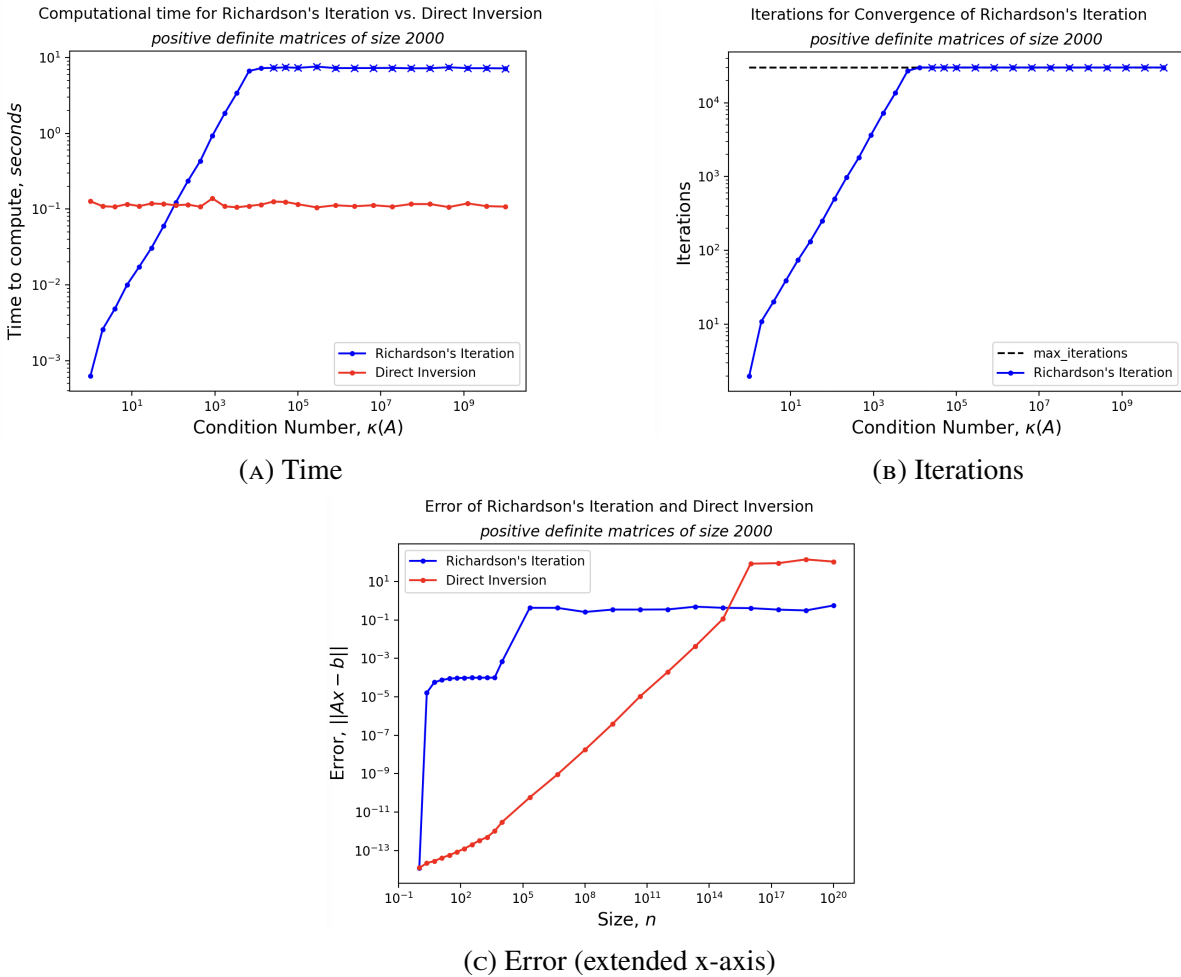 Computational time for Richardson's Iteration vs. Direct Inversion
positive definite matrices of size 2000
10^1
10^0
10^-1
10^-2
10^-3
Time to compute, seconds
Richardson's Iteration
Direct Inversion
10^1 10^3 10^5 10^7 10^9
Condition Number, κ(A)
(A) Time
Iterations for Convergence of Richardson's Iteration
positive definite matrices of size 2000
10^4
10^3
10^2
10^1
Iterations
max_iterations
Richardson's Iteration
10^1 10^3 10^5 10^7 10^9
Condition Number, κ(A)
(B) Iterations
Error of Richardson's Iteration and Direct Inversion
positive definite matrices of size 2000
Richardson's Iteration
Direct Inversion
10^1
10^-1
10^-3
10^-5
10^-7
10^-9
10^-11
10^-13
Error, ||Ax − b||
10^-1 10^2 10^5 10^8 10^11 10^14 10^17 10^20
Size, n
(C) Error (extended x-axis)